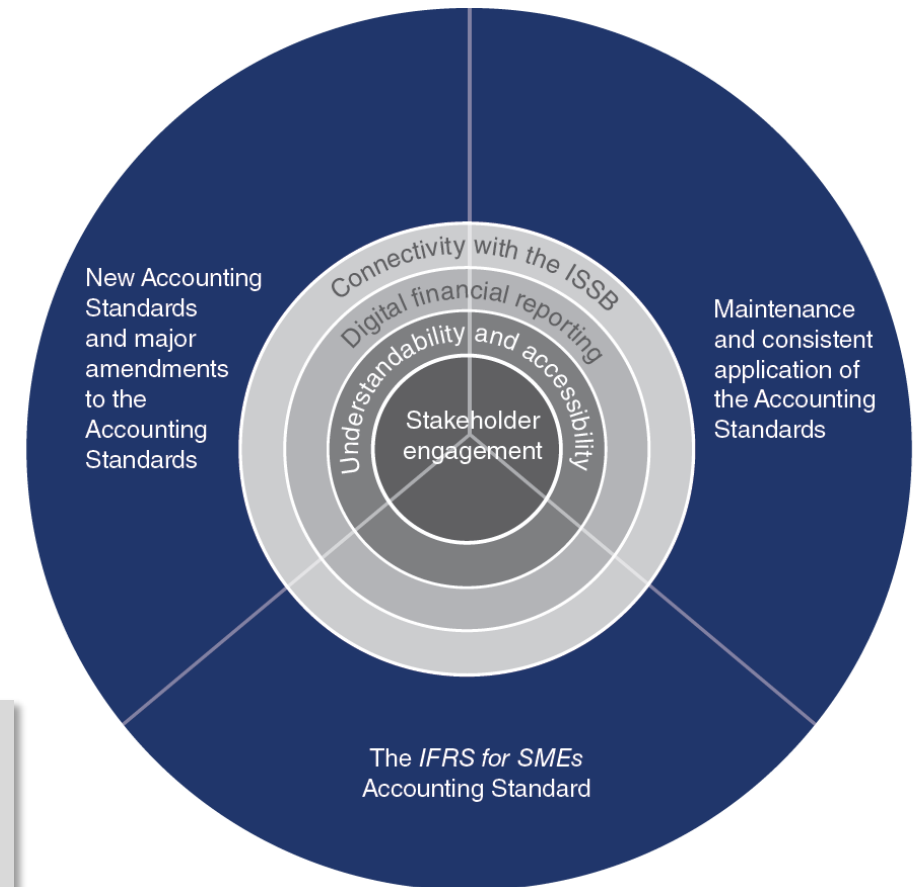 Connectivity with the ISSB
Digital financial reporting
Understandability and accessibility
Stakeholder
engagement
New Accounting
Standards
and major
amendments
to the
Accounting
Standards
Maintenance
and consistent
application of
the Accounting
Standards
The IFRS for SMEs
Accounting Standard